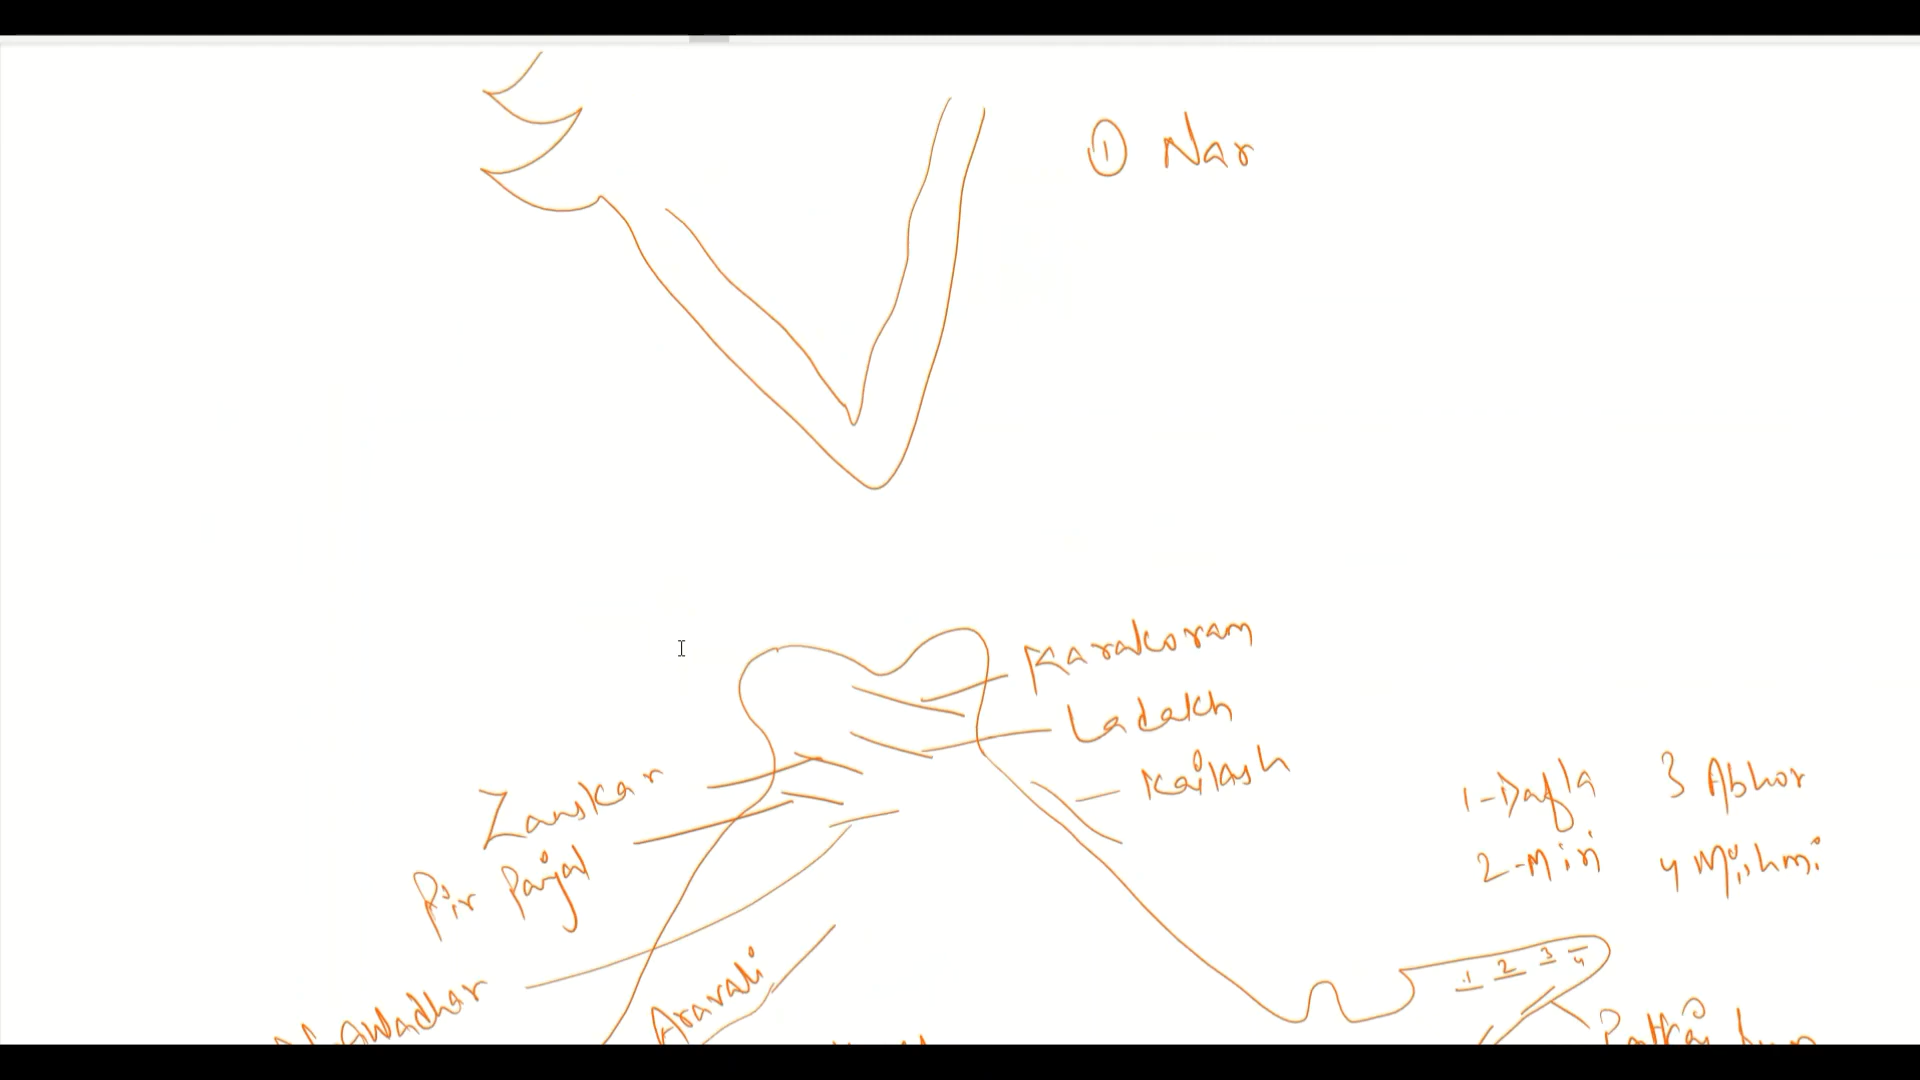 ① Nar
Karakoram
Ladakh
Kailash
Zanskar
Pir Panjal
1-Dafla 3 Abhor
2-Miri 4 Mishmi
Aravali
1 2 3 4